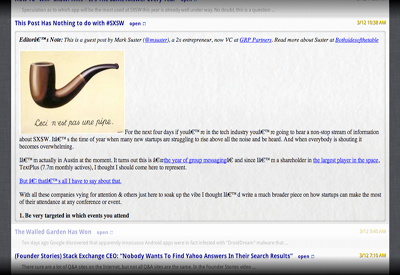 This Post Has Nothing to do with #SXSW open 3/12 10:38 AM
Editorâ€™s Note: This is a guest post by Mark Suster (@msuster), a 2x entrepreneur, now VC at GRP Partners. Read more about Suster at Bothsidesofthetable
Ceci n'est pas une pipe.
— For the next four days if youâ€™re in the tech industry youâ€™re going to hear a non-stop stream of information
about SXSW. Itâ€™s the time of year when many new startups are struggling to rise above all the noise and be heard. And when everybody is shouting it
becomes overwhelming.
Iâ€™m actually in Austin at the moment. It turns out this is â€œthe year of group messagingâ€ and since Iâ€™m a shareholder in the largest player in the space,
TextPlus (7.7m monthly actives), I thought I should come here to represent.
But â€¦ thatâ€™s all I have to say about that.
With all these companies vying for attention & others just here to soak up the vibe I thought Iâ€™d write a much broader piece on how startups can make the most
of their attendance at any conference or event.
1. Be very targeted in which events you attend
The Walled Garden Has Won open 3/12 8:40 AM
Ten days ago Google discovered that apparently innocuous Android apps were in fact infected with "DroidDream" malware that ...
(Founder Stories) Stack Exchange CEO: "Nobody Wants To Find Yahoo Answers In Their Search Results" open 3/12 7:10 AM
There are a lot of Q&A sites on the Internet, but not all Q&A sites are the same. In the Founder Stories video ...